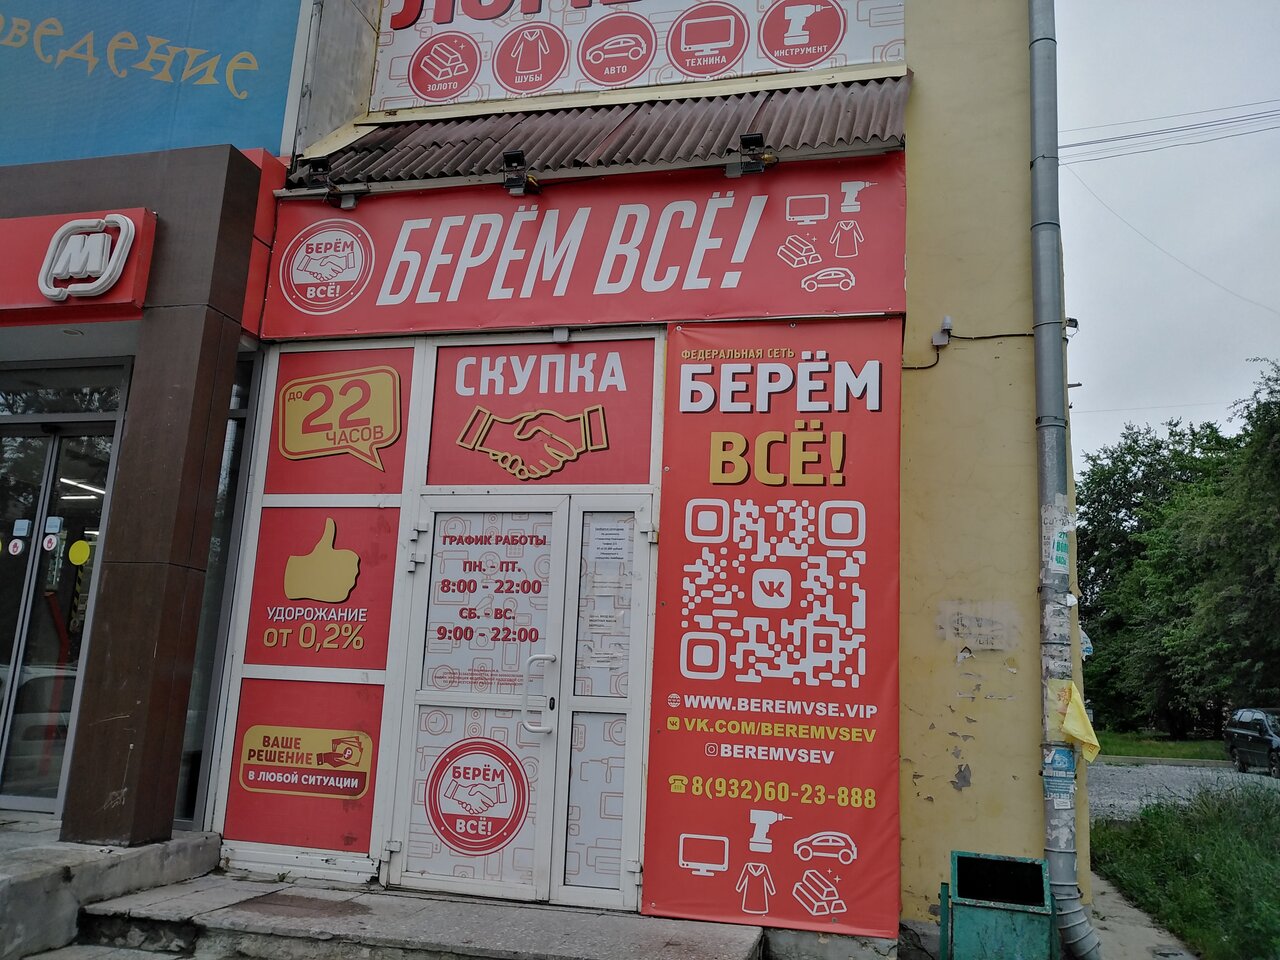 ведение
ЗОЛОТО
ШУБЫ
АВТО
ТЕХНИКА
ИНСТРУМЕНТ
М
БЕРЁМ
ВСЁ!
БЕРЁМ ВСЁ!
ДО
22
ЧАСОВ
СКУПКА
ФЕДЕРАЛЬНАЯ СЕТЬ
БЕРЁМ
ВСЁ!
УДОРОЖАНИЕ
ОТ 0,2%
ГРАФИК РАБОТЫ
ПН. - ПТ.
8:00 - 22:00
СБ. - ВС.
9:00 - 22:00
WWW.BEREMVSE.VIP
VK.COM/BEREMVSEV
BEREMVSEV
8(932)60-23-888
ВАШЕ
РЕШЕНИЕ
В ЛЮБОЙ СИТУАЦИИ
БЕРЁМ
ВСЁ!